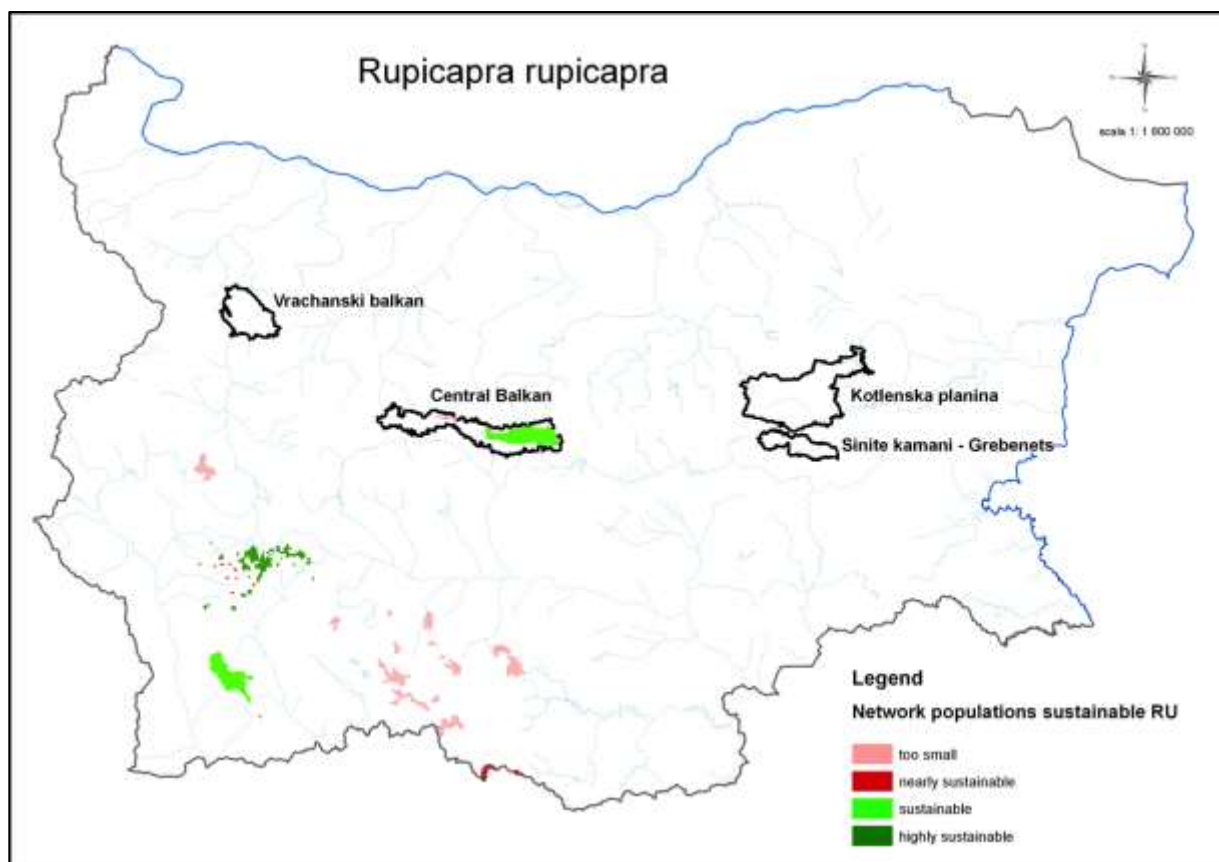 Rupicapra rupicapra
scala 1: 1 600 000
Vrachanski balkan
Central Balkan
Kotlenska planina
Sinite kamani - Grebenets
Legend
Network populations sustainable RU
too small
nearly sustainable
sustainable
highly sustainable